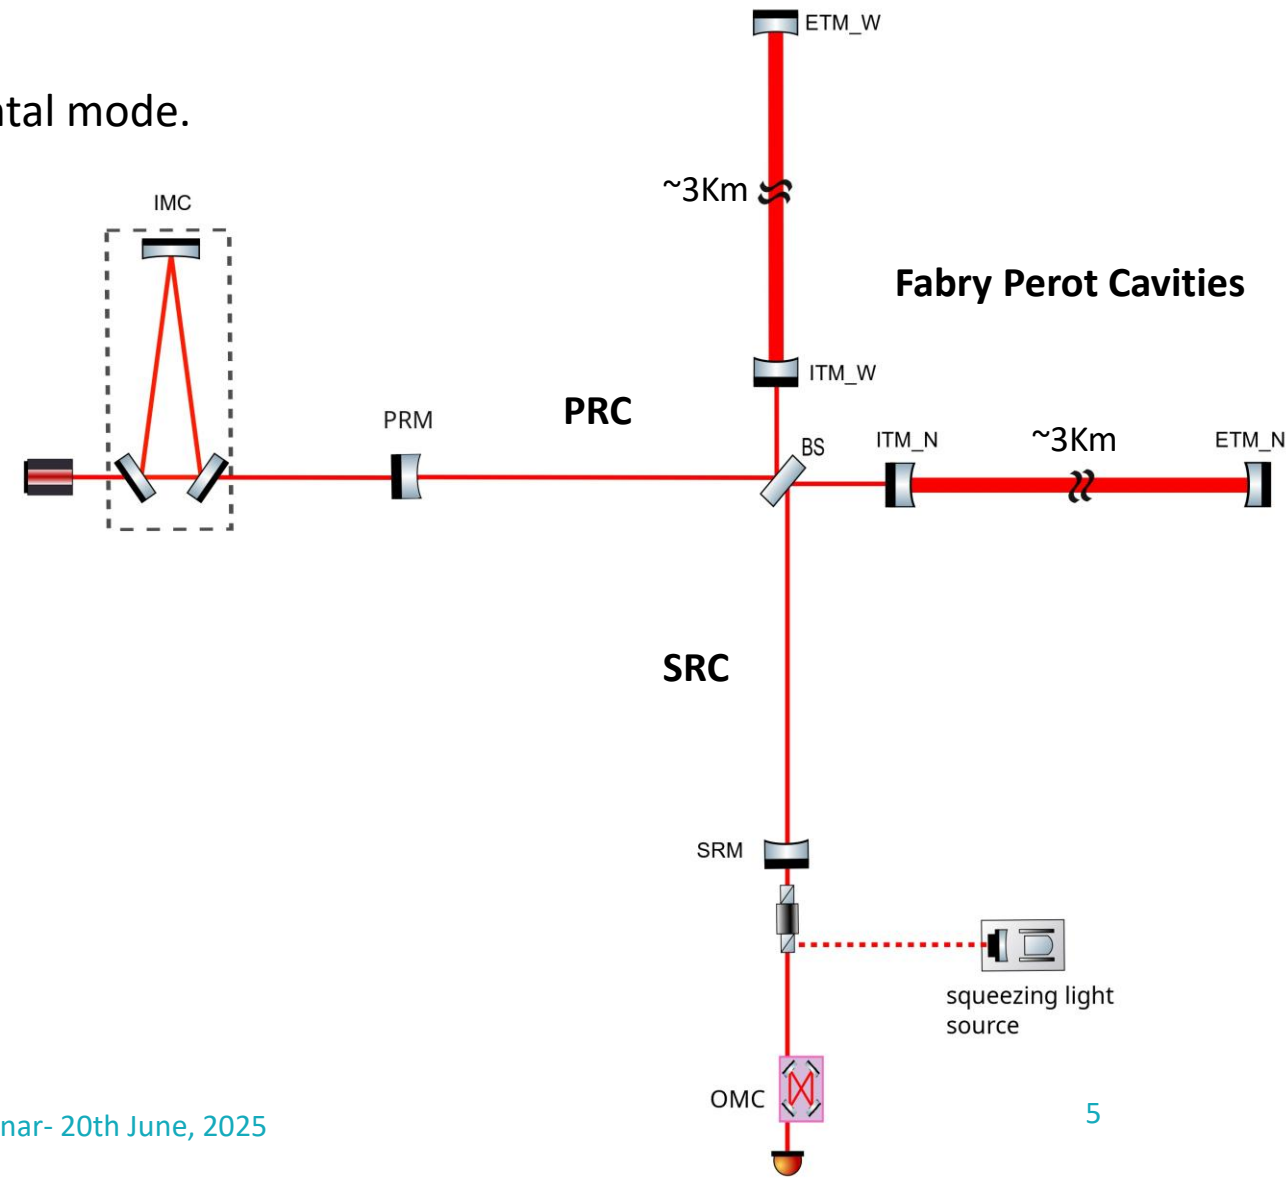 ETM_W
ntal mode.
~3Km
IMC
Fabry Perot Cavities
ITM_W
PRM
PRC
BS
ITM_N
~3Km
ETM_N
SRC
SRM
squeezing light
source
OMC
nar- 20th June, 2025
5